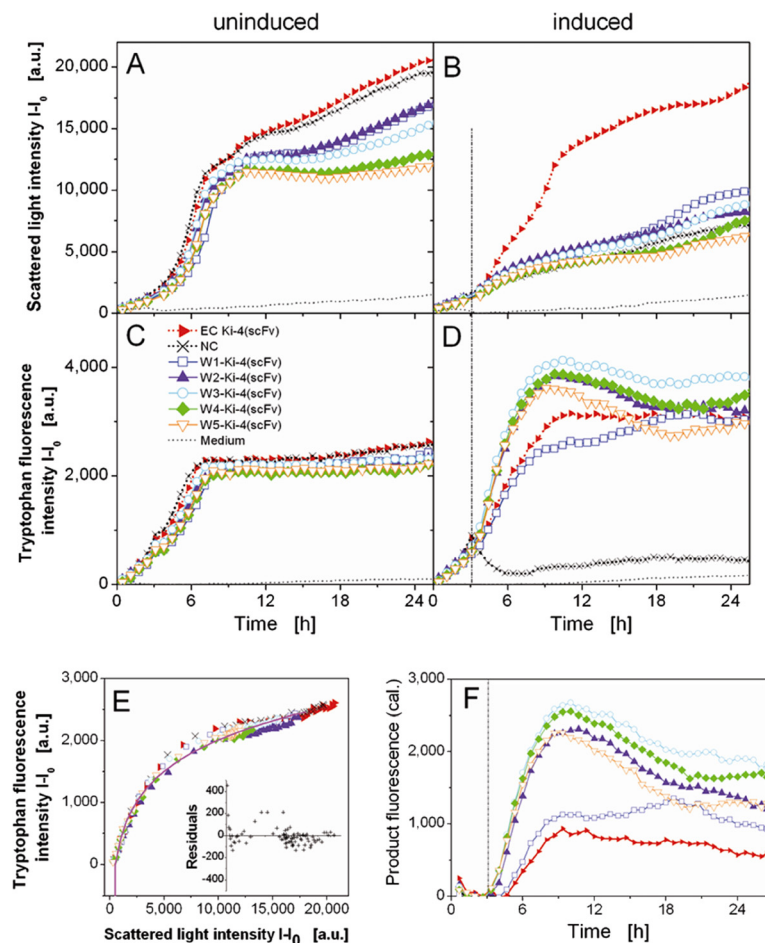 uninduced
induced
A
B
Scattered light intensity I-I₀ [a.u.]
20,000
15,000
10,000
5,000
0
C
D
EC Ki-4(scFv)
NC
W1-Ki-4(scFv)
W2-Ki-4(scFv)
W3-Ki-4(scFv)
W4-Ki-4(scFv)
W5-Ki-4(scFv)
Medium
Tryptophan fluorescence
intensity I-I₀ [a.u.]
4,000
2,000
0
0 6 12 18 24
0 6 12 18 24
Time [h]
Time [h]
E
Tryptophan fluorescence
intensity I-I₀ [a.u.]
3,000
2,000
1,000
0
Residuals
400
200
0
-200
-400
0 5,000 10,000 15,000 20,000
Scattered light intensity I-I₀ [a.u.]
F
Product fluorescence (cal.)
3,000
2,000
1,000
0
0 6 12 18 24
Time [h]